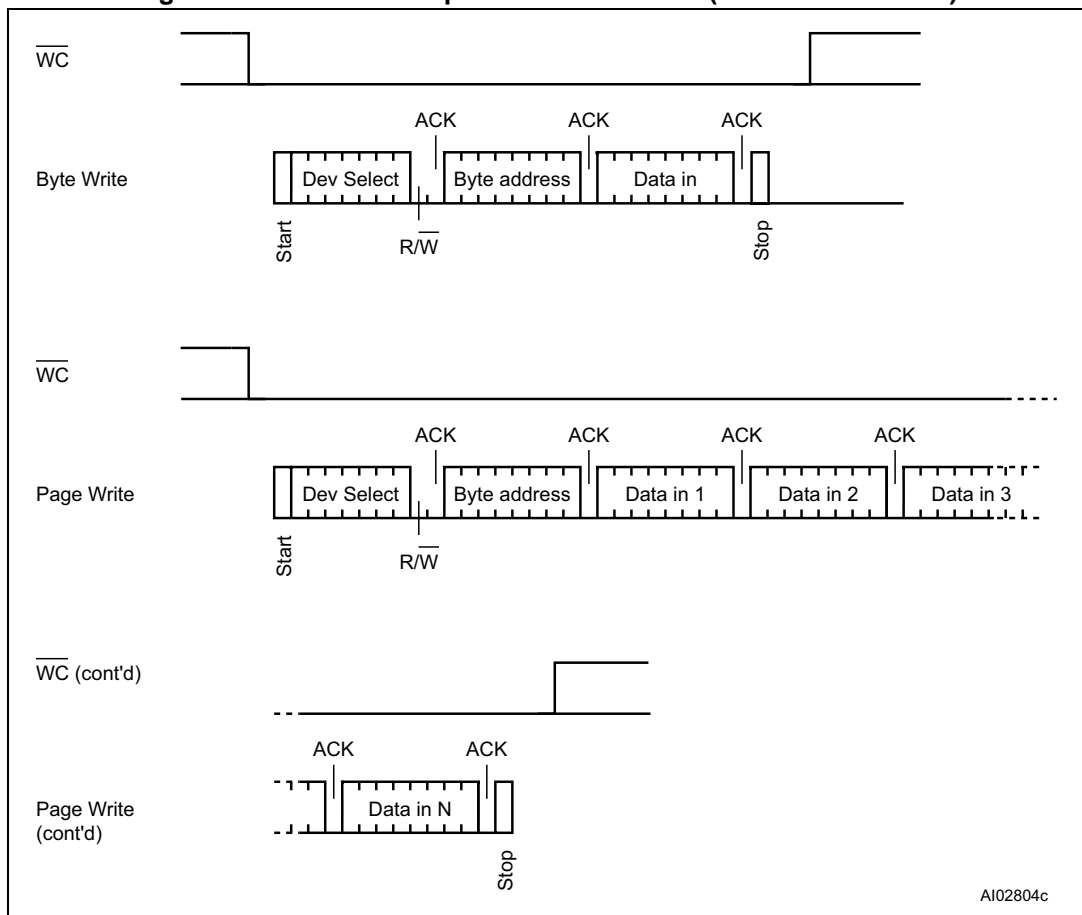 WC
ACK ACK ACK
Byte Write Dev Select Byte address Data in
Start R/W Stop
WC
ACK ACK ACK ACK
Page Write Dev Select Byte address Data in 1 Data in 2 Data in 3
Start R/W
WC (cont'd)
ACK ACK
Page Write Data in N
(cont'd)
Stop
AI02804c